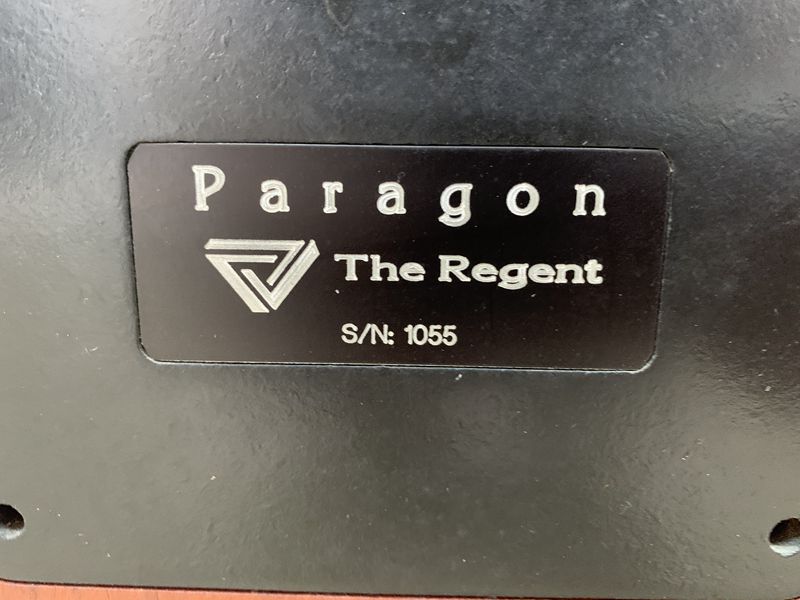 Paragon
The Regent
S/N: 1055